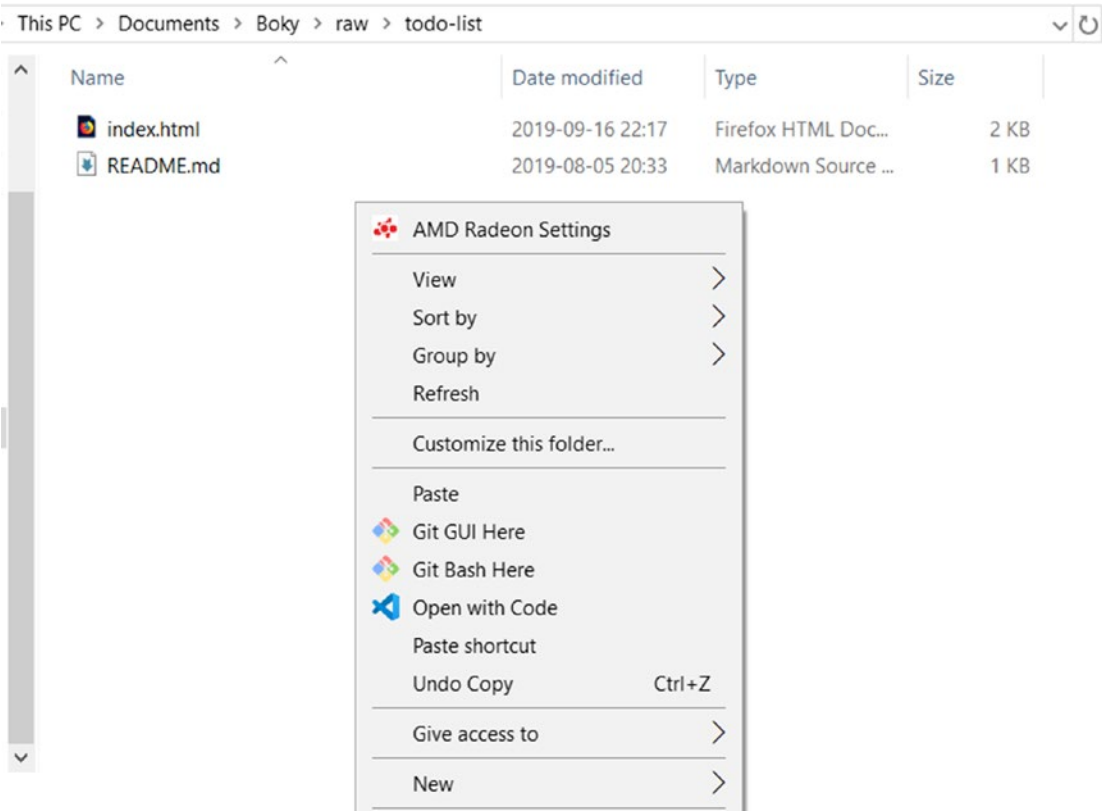 This PC > Documents > Boky > raw > todo-list
Name Date modified Type Size
index.html 2019-09-16 22:17 Firefox HTML Doc... 2 KB
README.md 2019-08-05 20:33 Markdown Source ... 1 KB
AMD Radeon Settings
View
Sort by
Group by
Refresh
Customize this folder...
Paste
Git GUI Here
Git Bash Here
Open with Code
Paste shortcut
Undo Copy Ctrl+Z
Give access to
New